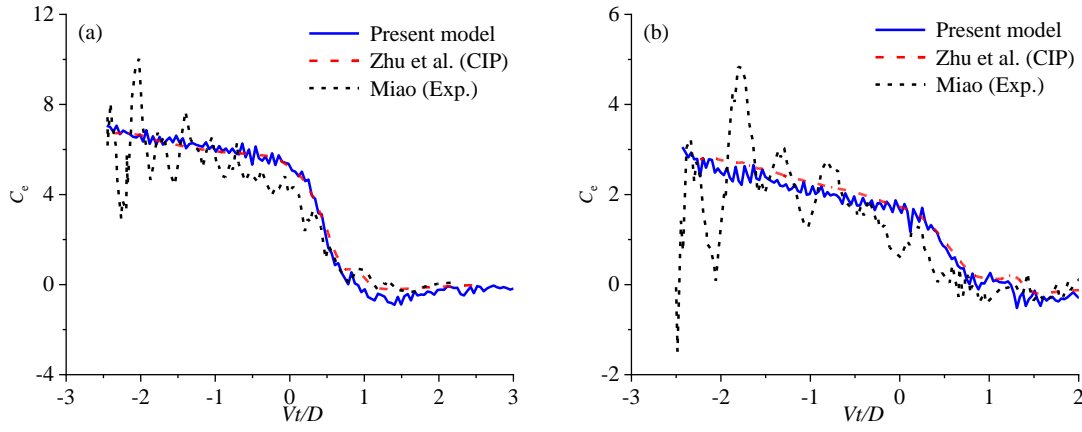 (a)
Present model
Zhu et al. (CIP)
Miao (Exp.)
12
8
4
0
-4
Ce
-3
-2
-1
0
1
2
3
Vt/D
(b)
Present model
Zhu et al. (CIP)
Miao (Exp.)
6
4
2
0
-2
Ce
-3
-2
-1
0
1
2
Vt/D